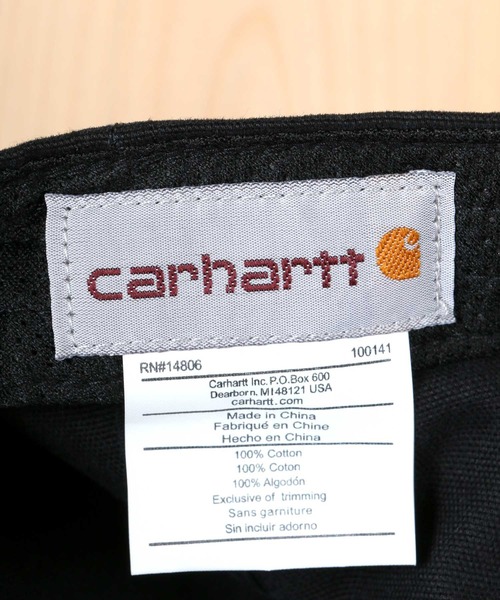 carhartt
RN#14806 100141
Carhartt Inc. P.O.Box 600
Dearborn. MI 48121 USA
carhartt.com
Made in China
Fabriqué en Chine
Hecho en China
100% Cotton
100% Coton
100% Algodón
Exclusive of trimming
Sans garniture
Sin incluir adorno